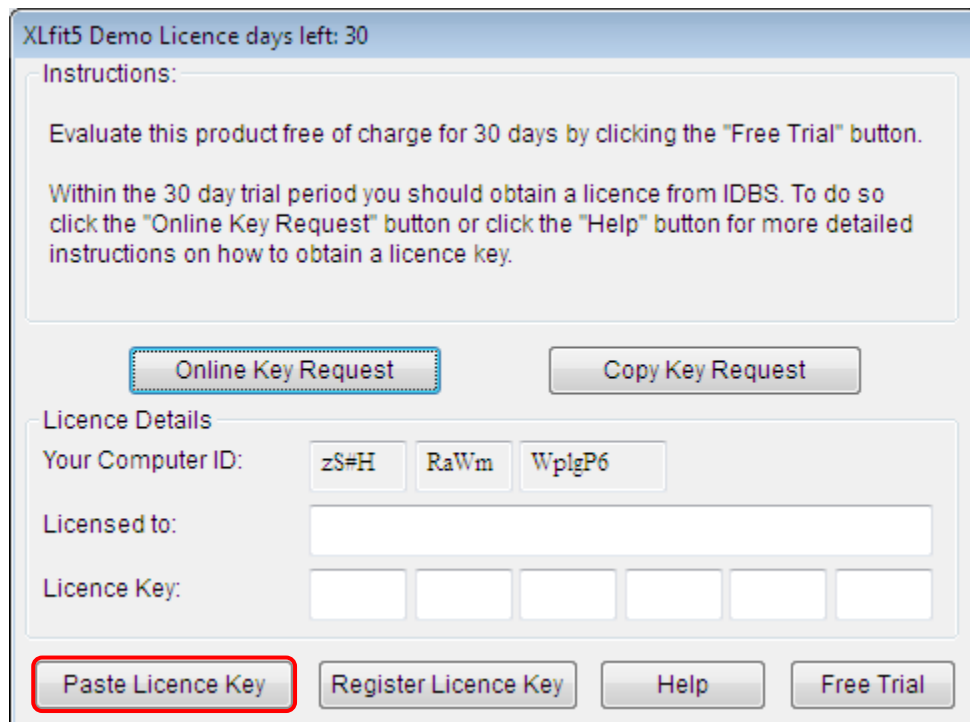 XLfit5 Demo Licence days left: 30
Instructions:
Evaluate this product free of charge for 30 days by clicking the "Free Trial" button.
Within the 30 day trial period you should obtain a licence from IDBS. To do so
click the "Online Key Request" button or click the "Help" button for more detailed
instructions on how to obtain a licence key.
Online Key Request Copy Key Request
Licence Details
Your Computer ID: zS#H RaWm WplgP6
Licensed to:
Licence Key:
Paste Licence Key Register Licence Key Help Free Trial